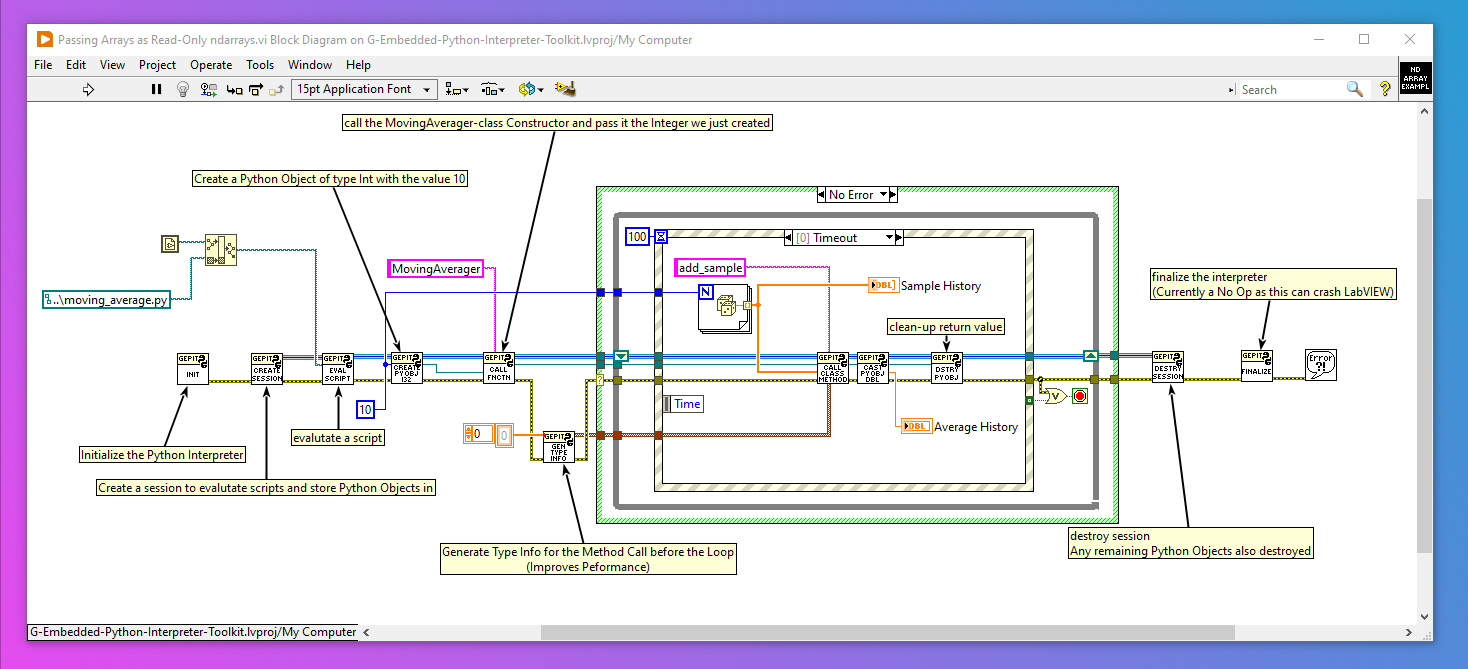 Passing Arrays as Read-Only ndarrays.vi Block Diagram on G-Embedded-Python-Interpreter-Toolkit.lvproj/My Computer
File Edit View Project Operate Tools Window Help
15pt Application Font
Search
?
ND
ARRAY
EXAMPL
call the MovingAverager-class Constructor and pass it the Integer we just created
Create a Python Object of type Int with the value 10
No Error
100
[0] Timeout
MovingAverager
add_sample
..\moving_average.py
N
DBL
Sample History
finalize the interpreter
(Currently a No Op as this can crash LabVIEW)
clean-up return value
GEPIT
INIT
GEPIT
CREATE
SESSION
GEPIT
EVAL
SCRIPT
GEPIT
CREATE
PYOBJ
I32
GEPIT
CALL
FNCTN
GEPIT
CALL
CLASS
METHOD
GEPIT
CAST
PYOBJ
DBL
GEPIT
DSTRY
PYOBJ
GEPIT
DESTRY
SESSION
GEPIT
FINALIZE
Error
?!
?
10
Time
V
0
0
DBL
Average History
evalutate a script
GEPIT
GEN
TYPE
INFO
Initialize the Python Interpreter
Create a session to evalutate scripts and store Python Objects in
Generate Type Info for the Method Call before the Loop
(Improves Peformance)
destroy session
Any remaining Python Objects also destroyed
G-Embedded-Python-Interpreter-Toolkit.lvproj/My Computer